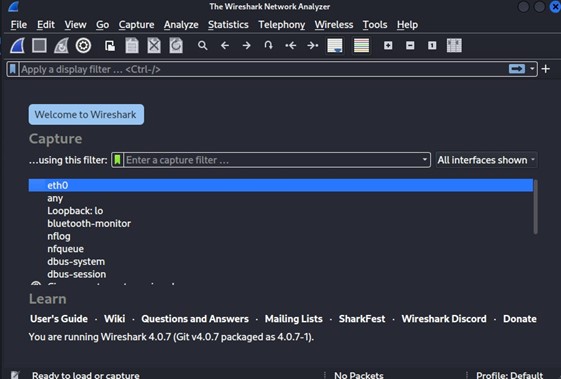 The Wireshark Network Analyzer
File Edit View Go Capture Analyze Statistics Telephony Wireless Tools Help
Apply a display filter … <Ctrl-/>
Welcome to Wireshark
Capture
…using this filter: Enter a capture filter … All interfaces shown
eth0
any
Loopback: lo
bluetooth-monitor
nflog
nfqueue
dbus-system
dbus-session
Learn
User's Guide · Wiki · Questions and Answers · Mailing Lists · SharkFest · Wireshark Discord · Donate
You are running Wireshark 4.0.7 (Git v4.0.7 packaged as 4.0.7-1).
Ready to load or capture No Packets Profile: Default